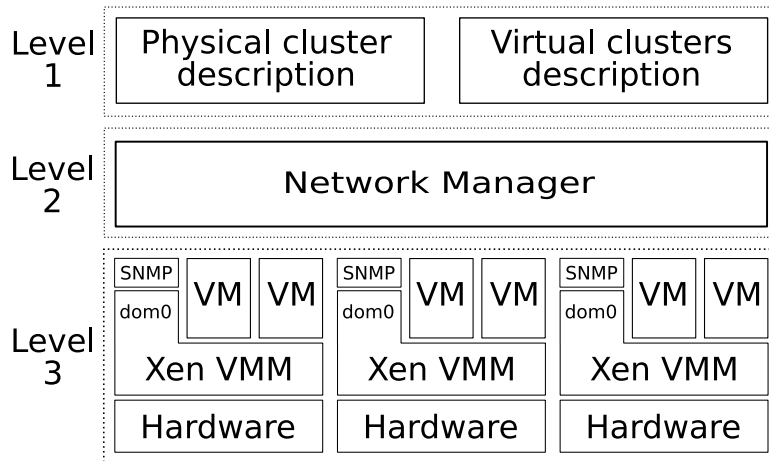 Level
1
Physical cluster
description
Virtual clusters
description
Level
2
Network Manager
Level
3
SNMP
dom0
VM
VM
Xen VMM
Hardware
SNMP
dom0
VM
VM
Xen VMM
Hardware
SNMP
dom0
VM
VM
Xen VMM
Hardware